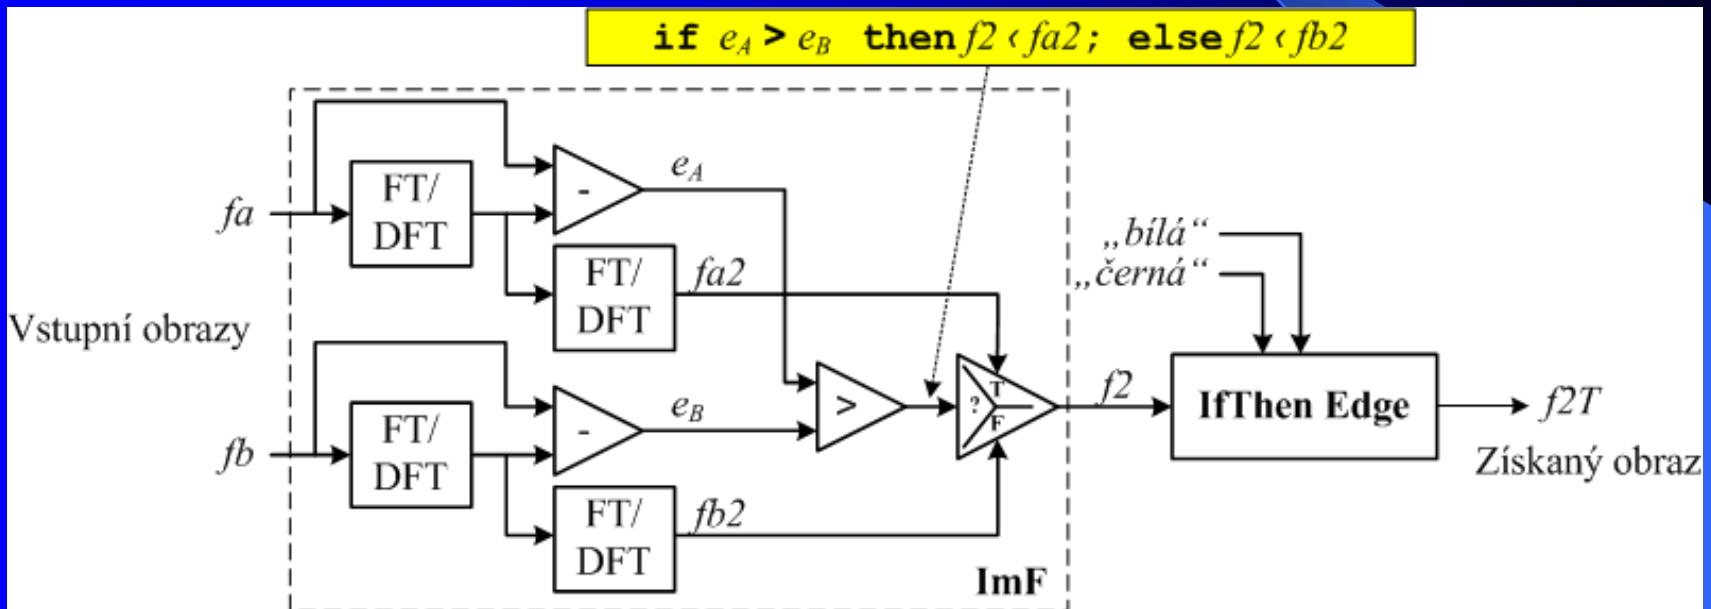 if eA > eB then f2 ‹ fa2; else f2 ‹ fb2
fa
FT/
DFT
-
eA
FT/
DFT
fa2
„bílá“
„černá“
Vstupní obrazy
fb
FT/
DFT
-
eB
FT/
DFT
fb2
>
?
T
F
f2
IfThen Edge
f2T
Získaný obraz
ImF